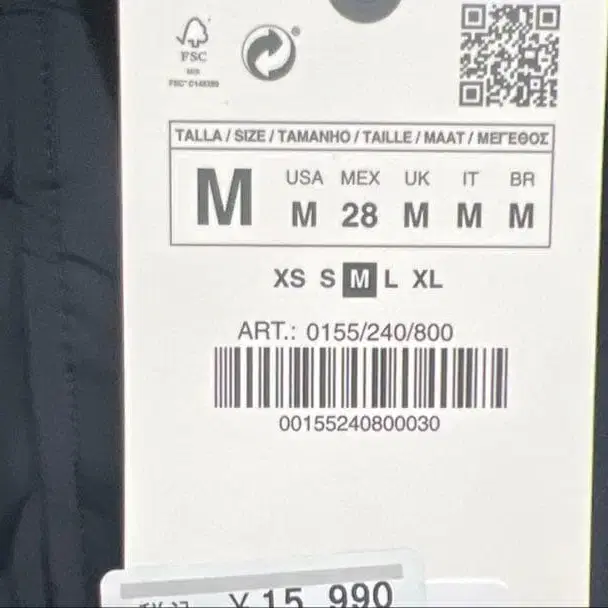 FSC
MIX
TALLA / SIZE / TAMANHO / TAILLE / MAAT / ΜΕΓΕΘΟΣ
M
USA MEX UK IT BR
M 28 M M M
XS S M L XL
ART.: 0155/240/800
00155240800030
¥15,990